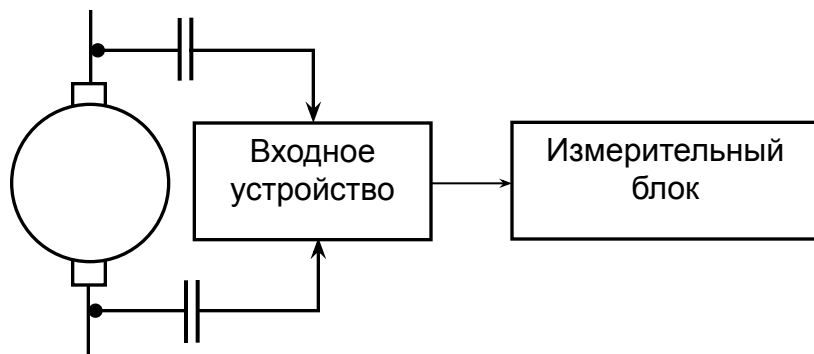 Входное
устройство
Измерительный
блок